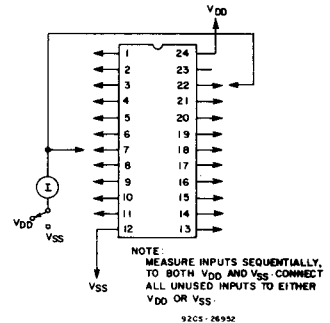 VDD
1 24
2 23
3 22
4 21
5 20
6 19
7 18
8 17
9 16
10 15
11 14
12 13
I
VDD
VSS
VSS
NOTE:
MEASURE INPUTS SEQUENTIALLY,
TO BOTH VDD AND VSS. CONNECT
ALL UNUSED INPUTS TO EITHER
VDD OR VSS.
92CS-26952